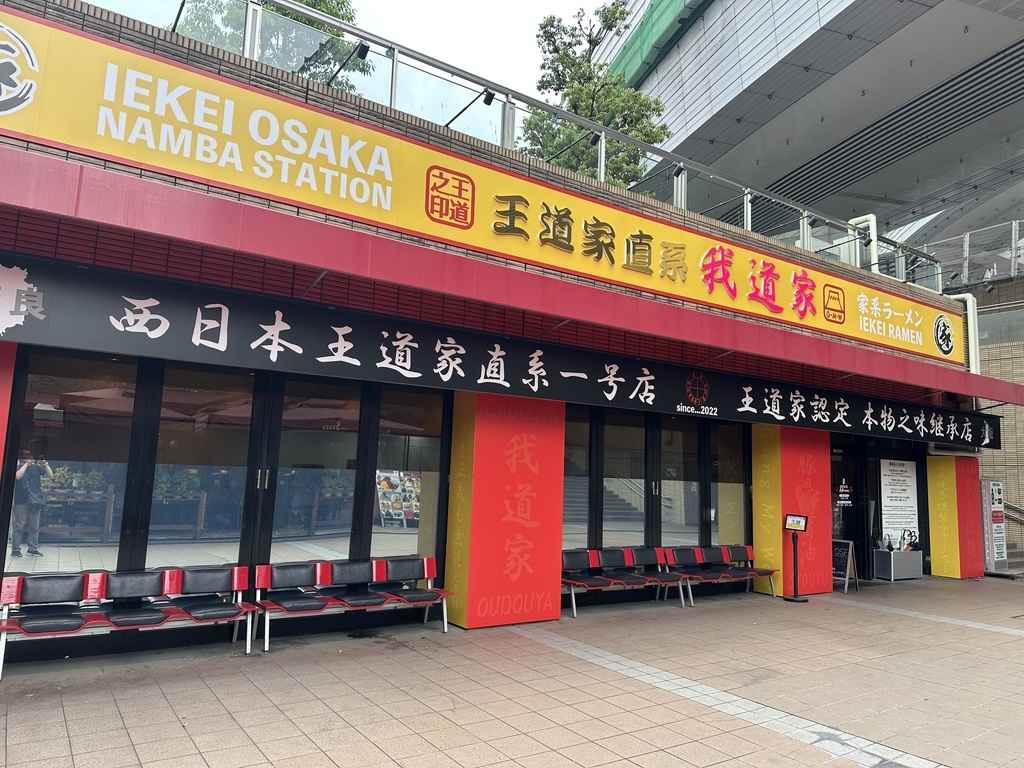 IEKEI OSAKA
NAMBA STATION
王道
之印
王道家直系
我道家
家系ラーメン
IEKEI RAMEN
家
良
西日本王道家直系一号店
since...2022
王道家認定 本物之味継承店
我道家
OUDOUYA